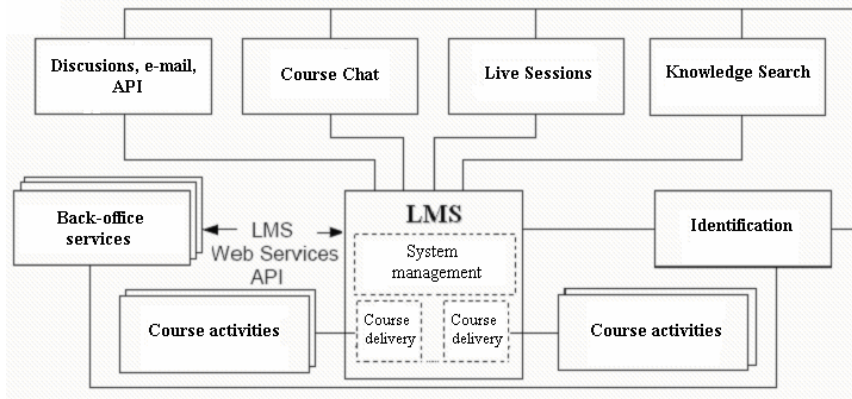 Discusions, e-mail,
API
Course Chat
Live Sessions
Knowledge Search
Back-office
services
LMS
Web Services
API
LMS
System
management
Course
delivery
Course
delivery
.....
Identification
Course activities
Course activities